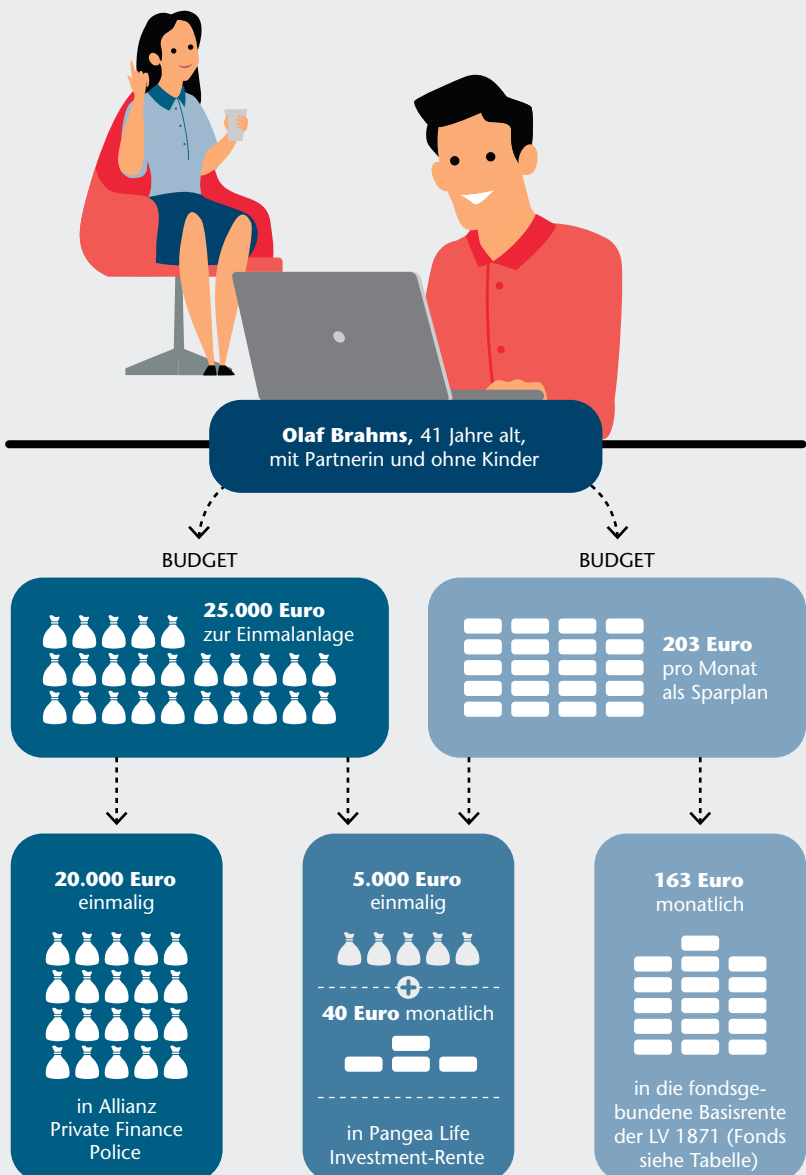 Olaf Brahms, 41 Jahre alt,
mit Partnerin und ohne Kinder
BUDGET
25.000 Euro
zur Einmalanlage
BUDGET
203 Euro
pro Monat
als Sparplan
20.000 Euro
einmalig
in Allianz
Private Finance
Police
5.000 Euro
einmalig
+
40 Euro monatlich
in Pangea Life
Investment-Rente
163 Euro
monatlich
in die fondsge-
bundene Basisrente
der LV 1871 (Fonds
siehe Tabelle)